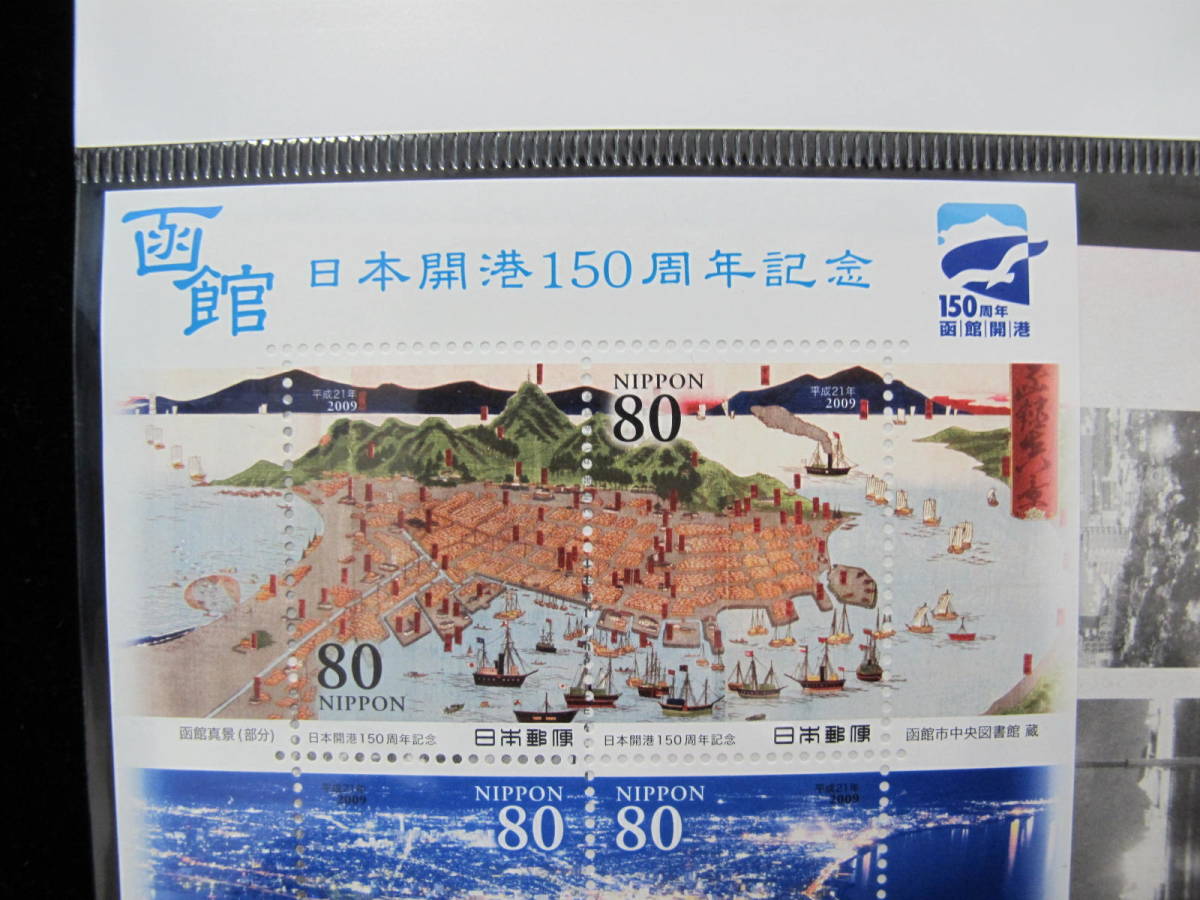 函館
日本開港150周年記念
150周年
函館開港
平成21年
2009
NIPPON
80
平成21年
2009
80
NIPPON
函館真景(部分)
日本開港150周年記念
日本郵便
日本開港150周年記念
日本郵便
函館市中央図書館 蔵
平成21年
2009
NIPPON
80
NIPPON
80
平成21年
2009